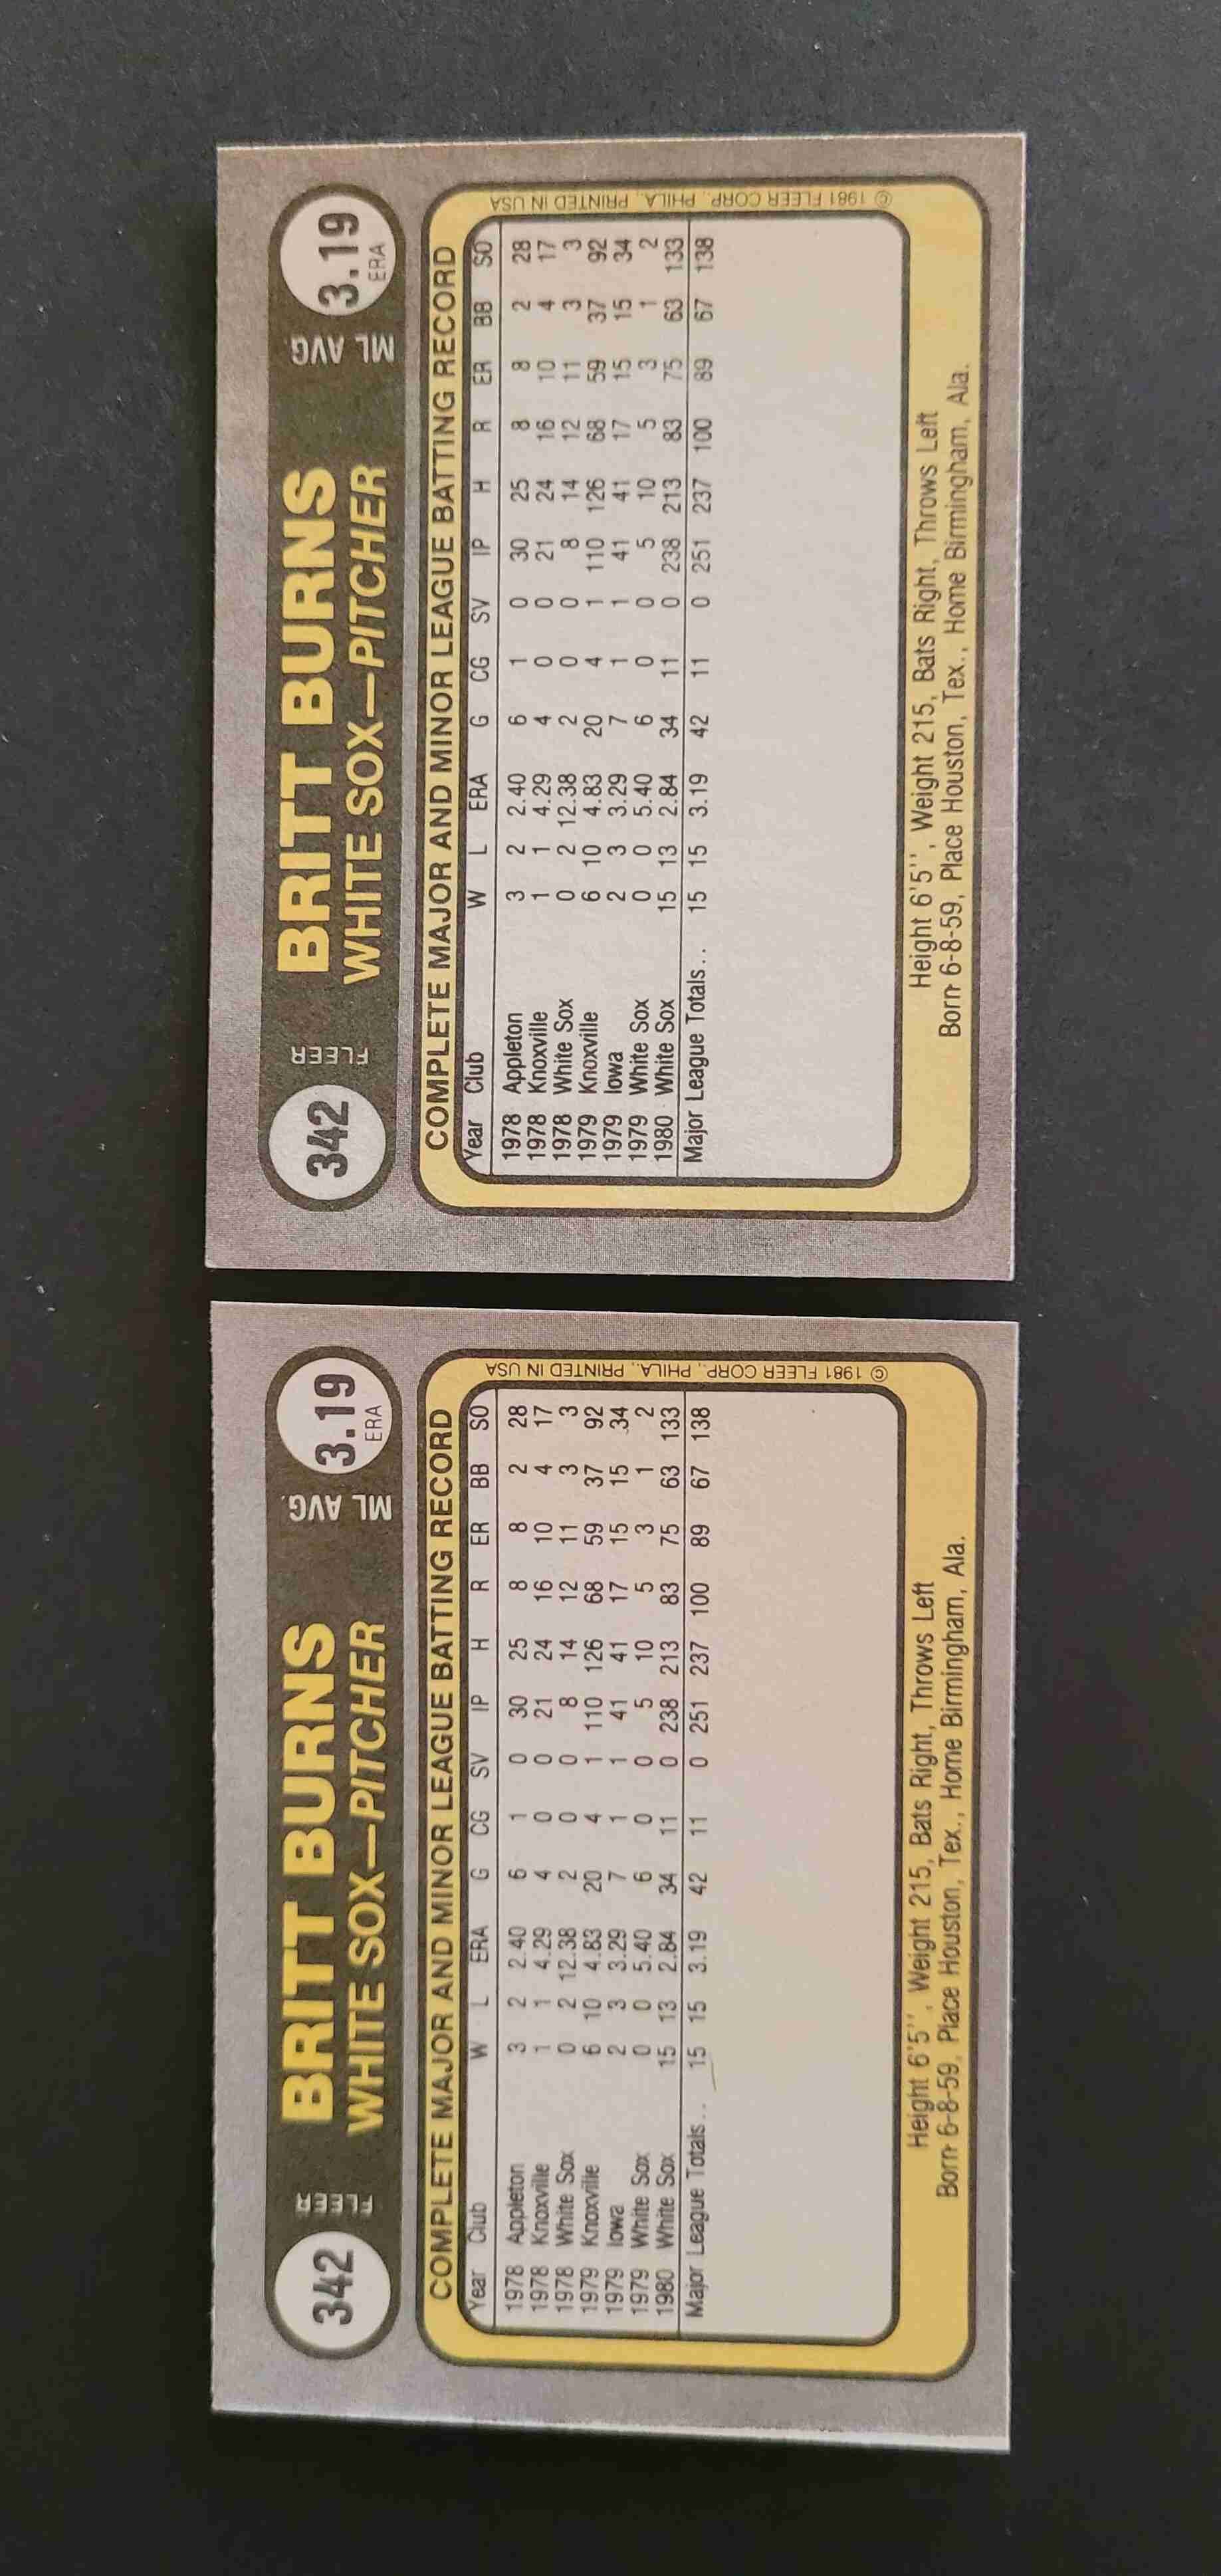 342 FLEER BRITT BURNS ML AVG. 3.19 ERA
WHITE SOX—PITCHER
COMPLETE MAJOR AND MINOR LEAGUE BATTING RECORD
Year Club W L ERA G CG SV IP H R ER BB SO
1978 Appleton 3 2 2.40 6 1 0 30 25 8 8 2 28
1978 Knoxville 1 1 4.29 4 0 0 21 24 16 10 4 17
1978 White Sox 0 2 12.38 2 0 0 8 14 12 11 3 3
1979 Knoxville 6 10 4.83 20 4 1 110 126 68 59 37 92
1979 Iowa 2 3 3.29 7 1 1 41 41 17 15 15 34
1979 White Sox 0 0 5.40 6 0 0 5 10 5 3 1 2
1980 White Sox 15 13 2.84 34 11 0 238 213 83 75 63 133
Major League Totals.. 15 15 3.19 42 11 0 251 237 100 89 67 138
Height 6'5'', Weight 215, Bats Right, Throws Left
Born 6-8-59, Place Houston, Tex., Home Birmingham, Ala.
© 1981 FLEER CORP., PHILA., PRINTED IN USA
342 FLEER BRITT BURNS ML AVG. 3.19 ERA
WHITE SOX—PITCHER
COMPLETE MAJOR AND MINOR LEAGUE BATTING RECORD
Year Club W L ERA G CG SV IP H R ER BB SO
1978 Appleton 3 2 2.40 6 1 0 30 25 8 8 2 28
1978 Knoxville 1 1 4.29 4 0 0 21 24 16 10 4 17
1978 White Sox 0 2 12.38 2 0 0 8 14 12 11 3 3
1979 Knoxville 6 10 4.83 20 4 1 110 126 68 59 37 92
1979 Iowa 2 3 3.29 7 1 1 41 41 17 15 15 34
1979 White Sox 0 0 5.40 6 0 0 5 10 5 3 1 2
1980 White Sox 15 13 2.84 34 11 0 238 213 83 75 63 133
Major League Totals.. 15 15 3.19 42 11 0 251 237 100 89 67 138
Height 6'5'', Weight 215, Bats Right, Throws Left
Born 6-8-59, Place Houston, Tex., Home Birmingham, Ala.
© 1981 FLEER CORP., PHILA., PRINTED IN USA